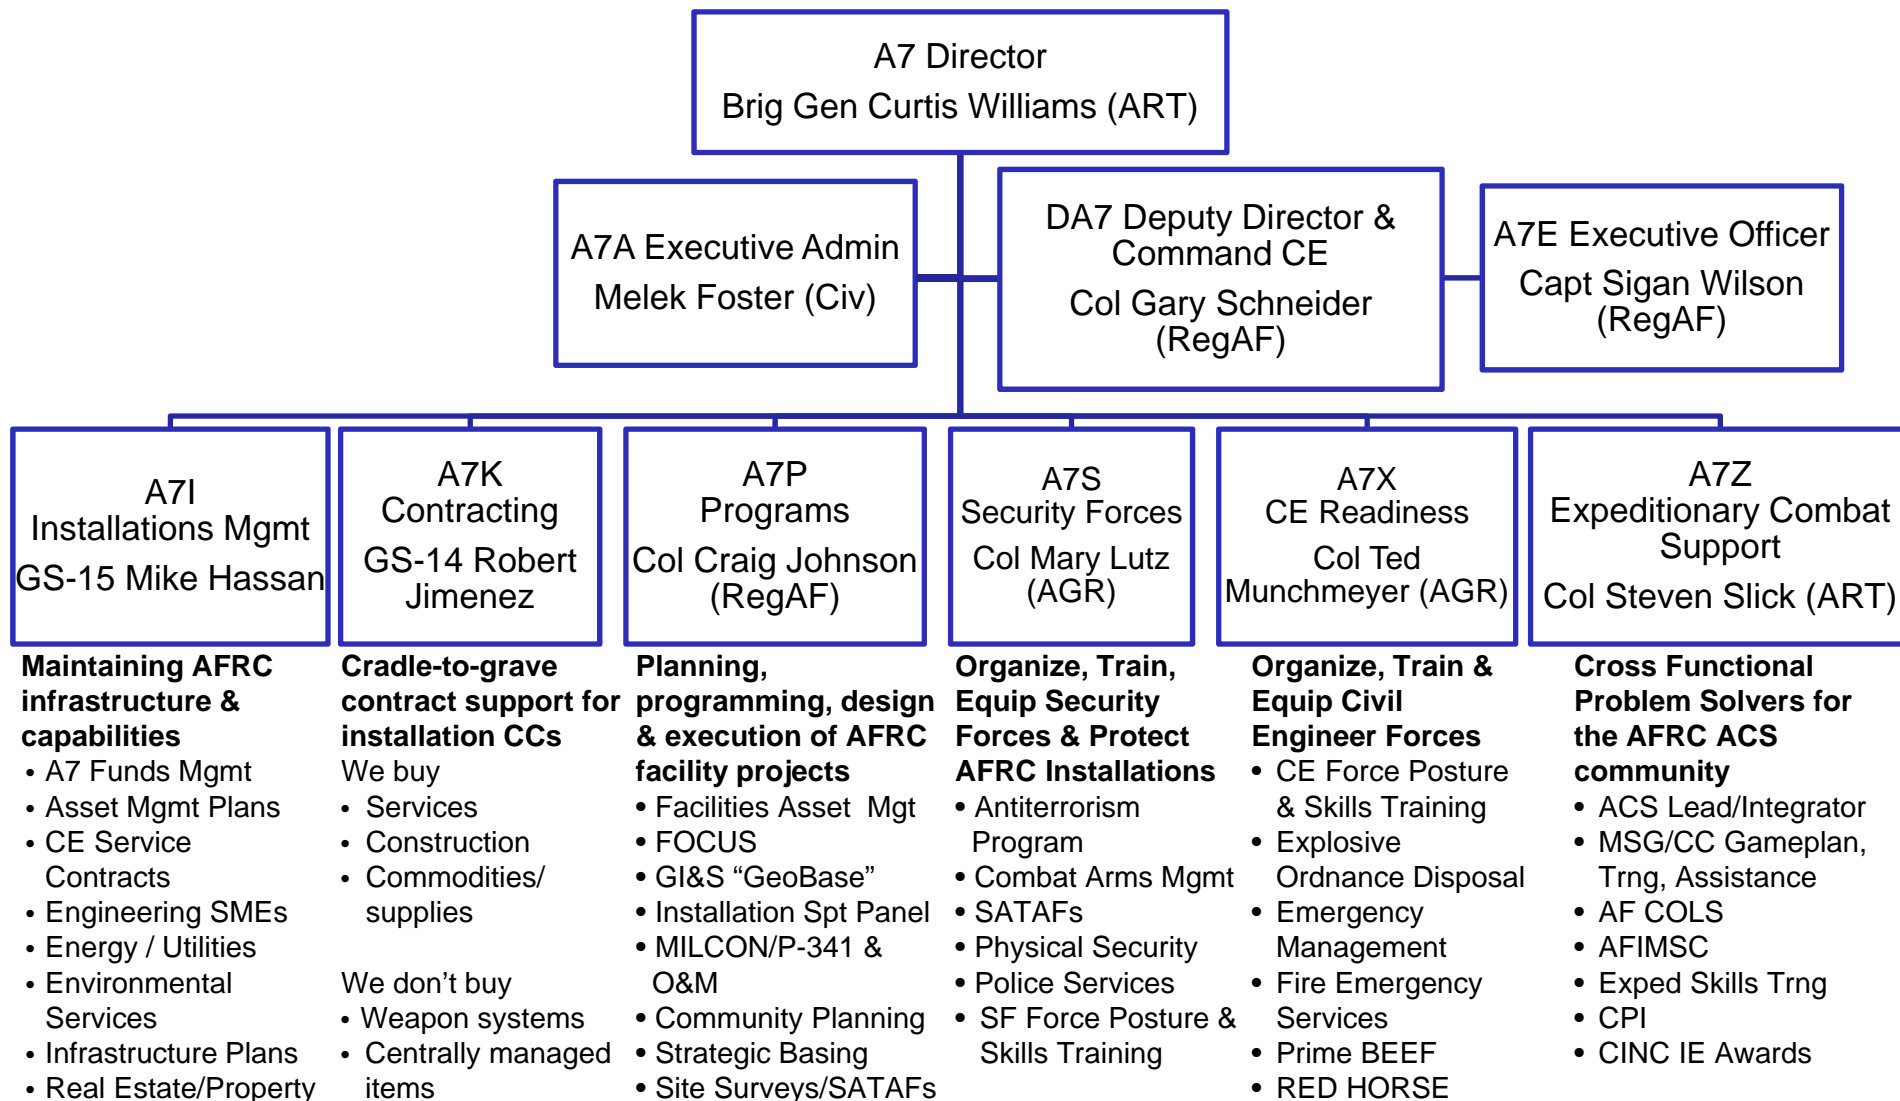 A7 Director
Brig Gen Curtis Williams (ART)
A7A Executive Admin
Melek Foster (Civ)
DA7 Deputy Director &
Command CE
Col Gary Schneider
(RegAF)
A7E Executive Officer
Capt Sigan Wilson
(RegAF)
A7I
Installations Mgmt
GS-15 Mike Hassan
A7K
Contracting
GS-14 Robert
Jimenez
A7P
Programs
Col Craig Johnson
(RegAF)
A7S
Security Forces
Col Mary Lutz
(AGR)
A7X
CE Readiness
Col Ted
Munchmeyer (AGR)
A7Z
Expeditionary Combat
Support
Col Steven Slick (ART)
Maintaining AFRC
infrastructure &
capabilities
• A7 Funds Mgmt
• Asset Mgmt Plans
• CE Service
Contracts
• Engineering SMEs
• Energy / Utilities
• Environmental
Services
• Infrastructure Plans
• Real Estate/Property
Cradle-to-grave
contract support for
installation CCs
We buy
• Services
• Construction
• Commodities/
supplies
We don’t buy
• Weapon systems
• Centrally managed
items
Planning,
programming, design
& execution of AFRC
facility projects
• Facilities Asset Mgt
• FOCUS
• GI&S “GeoBase”
• Installation Spt Panel
• MILCON/P-341 &
O&M
• Community Planning
• Strategic Basing
• Site Surveys/SATAFs
Organize, Train,
Equip Security
Forces & Protect
AFRC Installations
• Antiterrorism
Program
• Combat Arms Mgmt
• SATAFs
• Physical Security
• Police Services
• SF Force Posture &
Skills Training
Organize, Train &
Equip Civil
Engineer Forces
• CE Force Posture
& Skills Training
• Explosive
Ordnance Disposal
• Emergency
Management
• Fire Emergency
Services
• Prime BEEF
• RED HORSE
Cross Functional
Problem Solvers for
the AFRC ACS
community
• ACS Lead/Integrator
• MSG/CC Gameplan,
Trng, Assistance
• AF COLS
• AFIMSC
• Exped Skills Trng
• CPI
• CINC IE Awards